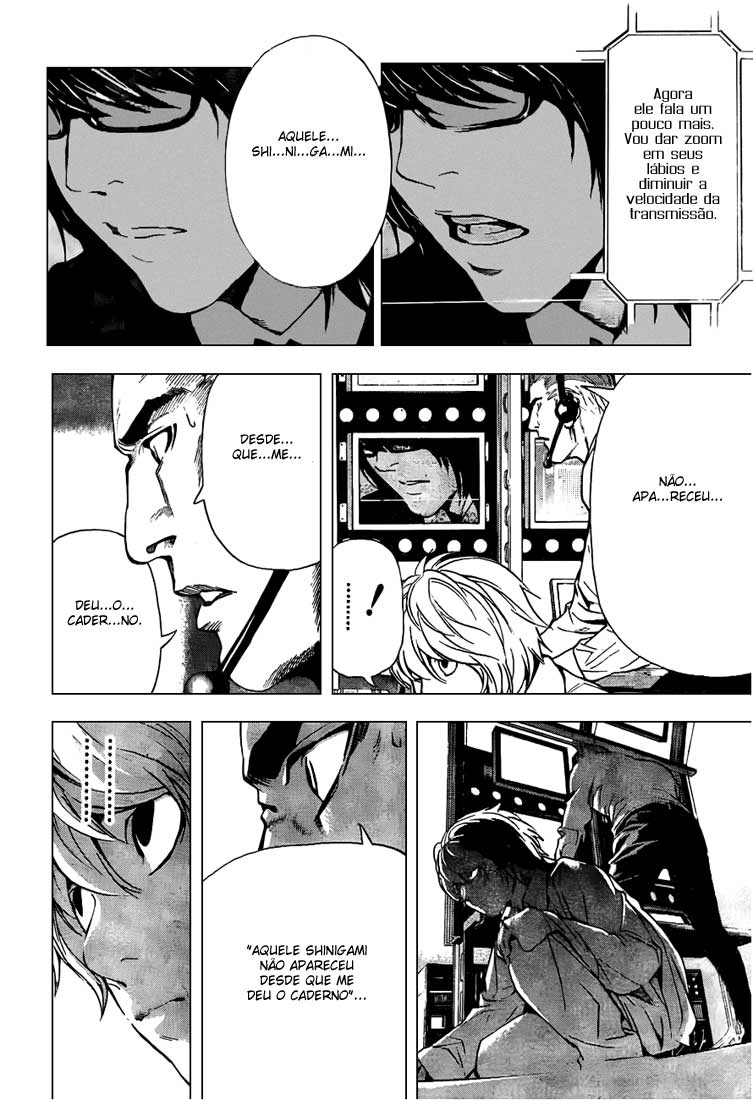 Agora
ele fala um
pouco mais.
Vou dar zoom
em seus
lábios e
diminuir a
velocidade da
transmissão.
AQUELE...
SHI...NI...GA...MI...
NÃO...
APA...RECEU...
.......!
DESDE...
QUE...ME...
DEU...O...
CADER...NO.
"AQUELE SHINIGAMI
NÃO APARECEU
DESDE QUE ME
DEU O CADERNO"...